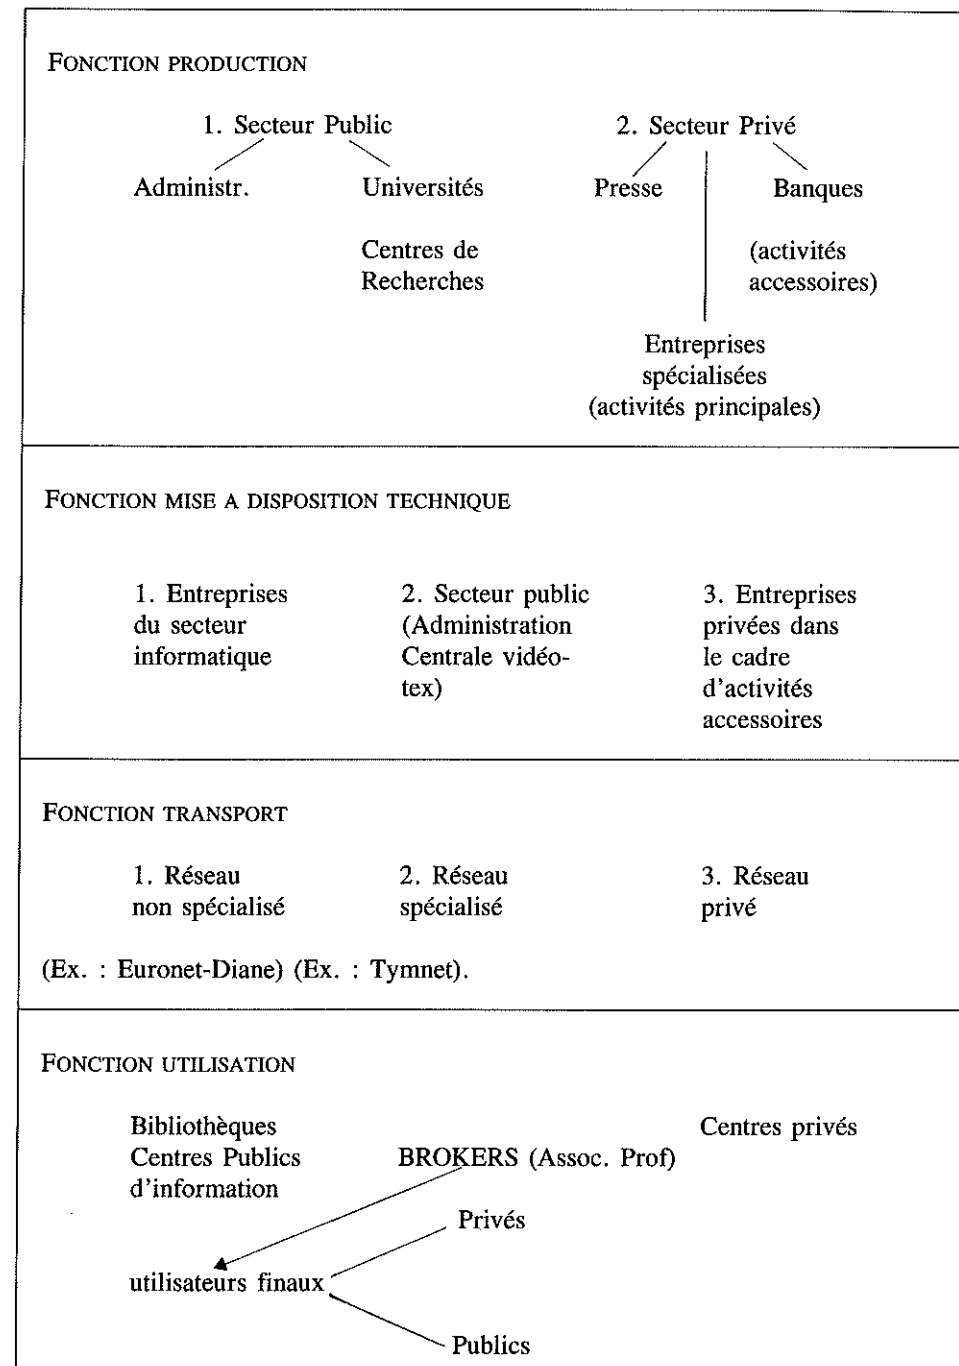 FONCTION PRODUCTION
1. Secteur Public
2. Secteur Privé
Administr.
Universités
Presse
Banques
Centres de
Recherches
(activités
accessoires)
Entreprises
spécialisées
(activités principales)
FONCTION MISE A DISPOSITION TECHNIQUE
1. Entreprises
du secteur
informatique
2. Secteur public
(Administration
Centrale vidéo-
tex)
3. Entreprises
privées dans
le cadre
d'activités
accessoires
FONCTION TRANSPORT
1. Réseau
non spécialisé
2. Réseau
spécialisé
3. Réseau
privé
(Ex. : Euronet-Diane) (Ex. : Tymnet).
FONCTION UTILISATION
Bibliothèques
Centres Publics
d'information
BROKERS (Assoc. Prof)
Centres privés
Privés
utilisateurs finaux
Publics